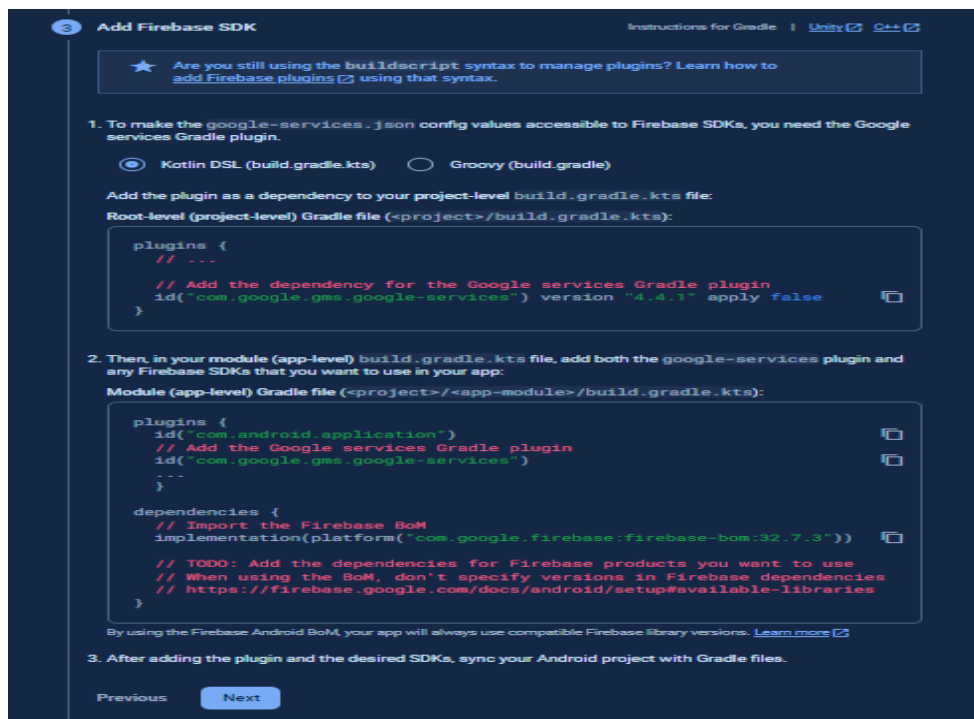 3 Add Firebase SDK Instructions for Gradle | Unity C++
Are you still using the buildscript syntax to manage plugins? Learn how to
add Firebase plugins using that syntax.
1. To make the google-services.json config values accessible to Firebase SDKs, you need the Google
services Gradle plugin.
Kotlin DSL (build.gradle.kts) Groovy (build.gradle)
Add the plugin as a dependency to your project-level build.gradle.kts file:
Root-level (project-level) Gradle file (<project>/build.gradle.kts):
plugins {
// ...
// Add the dependency for the Google services Gradle plugin
id("com.google.gms.google-services") version "4.4.1" apply false
}
2. Then, in your module (app-level) build.gradle.kts file, add both the google-services plugin and
any Firebase SDKs that you want to use in your app:
Module (app-level) Gradle file (<project>/<app-module>/build.gradle.kts):
plugins {
id("com.android.application")
// Add the Google services Gradle plugin
id("com.google.gms.google-services")
...
}
dependencies {
// Import the Firebase BoM
implementation(platform("com.google.firebase:firebase-bom:32.7.3"))
// TODO: Add the dependencies for Firebase products you want to use
// When using the BoM, don't specify versions in Firebase dependencies
// https://firebase.google.com/docs/android/setup#available-libraries
}
By using the Firebase Android BoM, your app will always use compatible Firebase library versions. Learn more
3. After adding the plugin and the desired SDKs, sync your Android project with Gradle files.
Previous Next